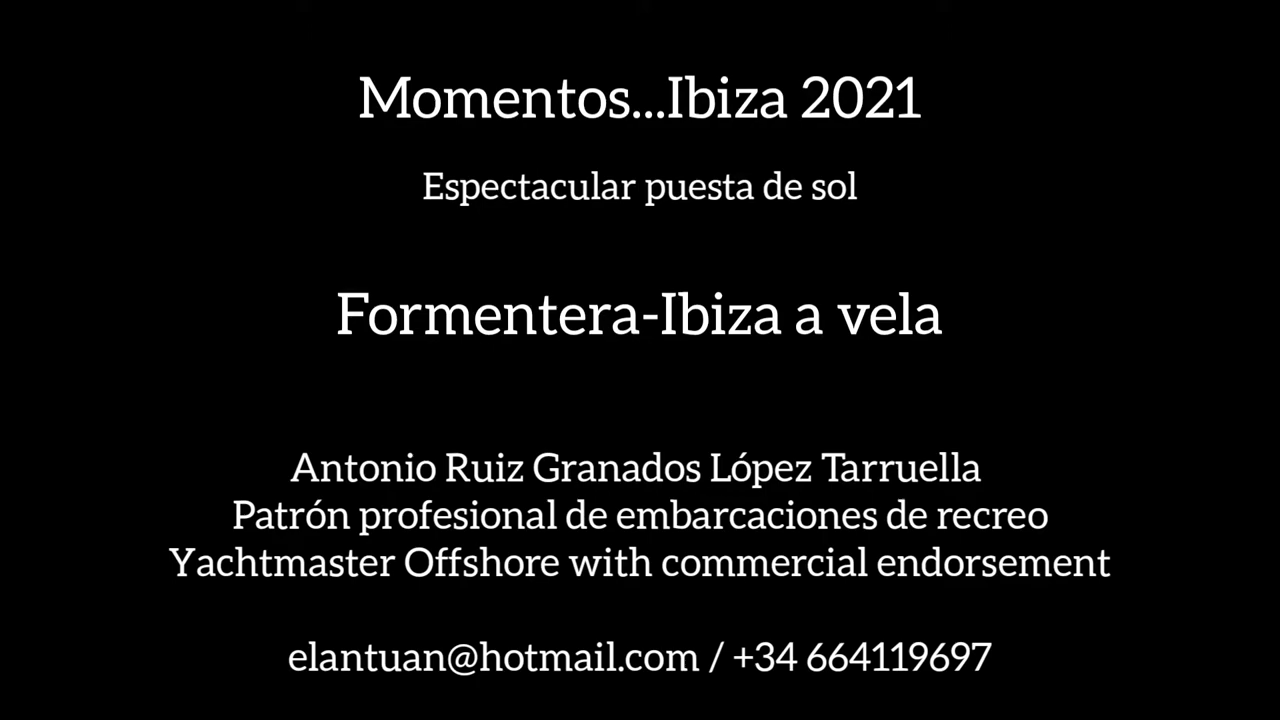 Momentos...Ibiza 2021
Espectacular puesta de sol
Formentera-Ibiza a vela
Antonio Ruiz Granados López Tarruella
Patrón profesional de embarcaciones de recreo
Yachtmaster Offshore with commercial endorsement
elantuan@hotmail.com / +34 664119697